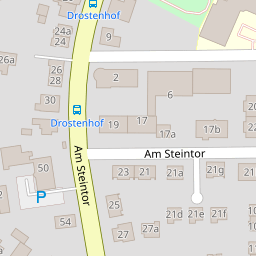 Drostenhof
24a
24
9
26a
26
28
2
6
30
Drostenhof
19
17
17a
17b
Am Steintor
Am Steintor
50
23
21
21a
21g
P
25
54
21d
21e
21f
27
27a